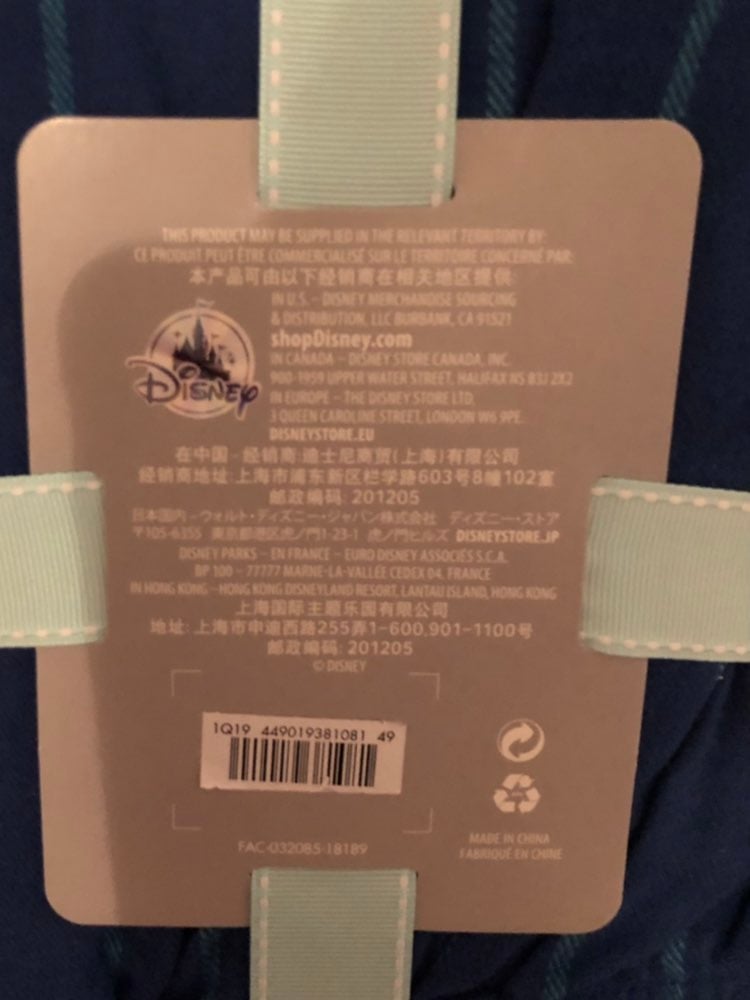 THIS PRODUCT MAY BE SUPPLIED IN THE RELEVANT TERRITORY BY:
CE PRODUIT PEUT ÊTRE COMMERCIALISÉ SUR LE TERRITOIRE CONCERNÉ PAR:
本产品可由以下经销商在相关地区提供:
IN U.S. – DISNEY MERCHANDISE SOURCING
& DISTRIBUTION, LLC BURBANK, CA 91521
shopDisney.com
IN CANADA – DISNEY STORE CANADA, INC.
900-1959 UPPER WATER STREET, HALIFAX NS B3J 2X2
IN EUROPE – THE DISNEY STORE LTD.
3 QUEEN CAROLINE STREET, LONDON W6 9PE.
DISNEYSTORE.EU
DISNEY
在中国 - 经销商:迪士尼商贸(上海)有限公司
经销商地址:上海市浦东新区栏学路603号8幢102室
邮政编码: 201205
日本国内 – ウォルト・ディズニー・ジャパン株式会社 ディズニー・ストア
〒105-6355 東京都港区虎ノ門1-23-1 虎ノ門ヒルズ DISNEYSTORE.JP
DISNEY PARKS – EN FRANCE – EURO DISNEY ASSOCIÉS S.C.A.
BP 100 – 77777 MARNE-LA-VALLÉE CEDEX 04, FRANCE
IN HONG KONG – HONG KONG DISNEYLAND RESORT, LANTAU ISLAND, HONG KONG
上海国际主题乐园有限公司
地址: 上海市申迪西路255弄1-600,901-1100号
邮政编码: 201205
© DISNEY
1Q19 449019381081 49
FAC-032085-18189
MADE IN CHINA
FABRIQUÉ EN CHINE